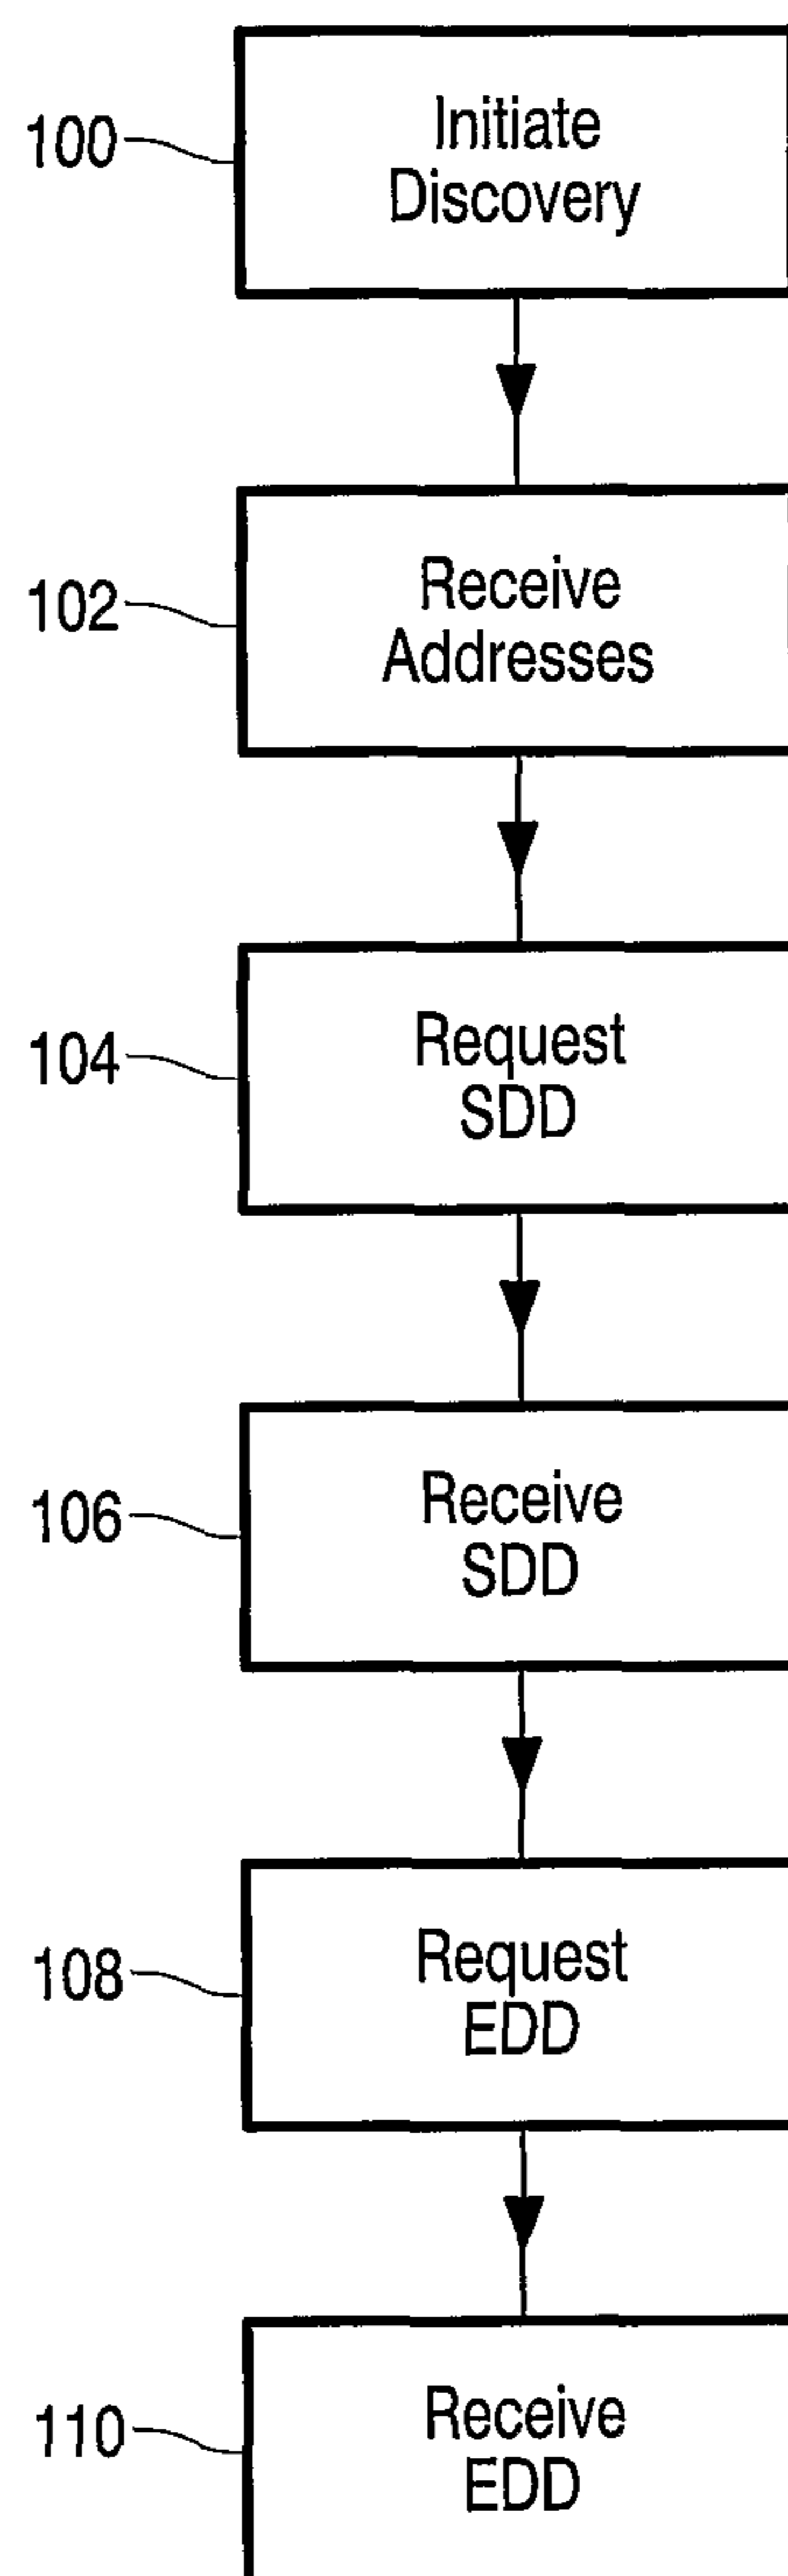 100
Initiate
Discovery
102
Receive
Addresses
104
Request
SDD
106
Receive
SDD
108
Request
EDD
110
Receive
EDD